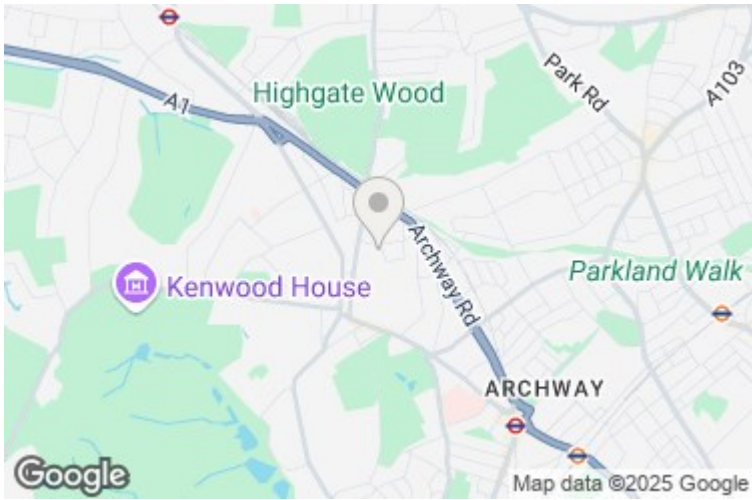 A1
Highgate Wood
Park Rd
A103
Archway Rd
Parkland Walk
Kenwood House
ARCHWAY
Google
Map data ©2025 Google